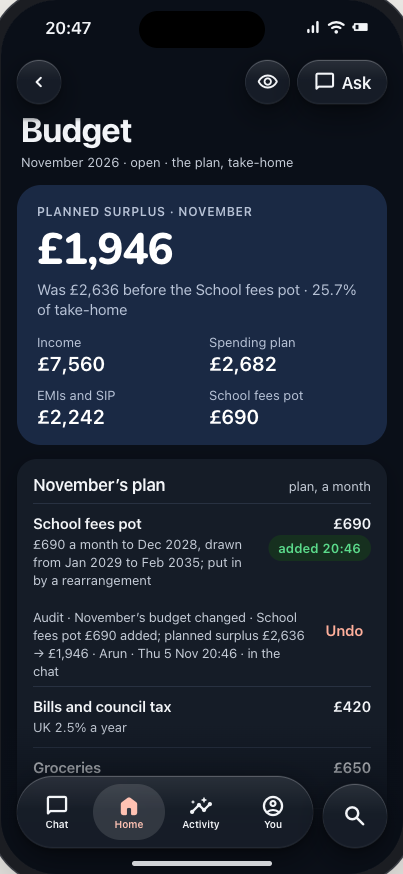 20:47
Ask
Budget
November 2026 · open · the plan, take-home
PLANNED SURPLUS · NOVEMBER
£1,946
Was £2,636 before the School fees pot · 25.7%
of take-home
Income
Spending plan
£7,560
£2,682
EMIs and SIP
School fees pot
£2,242
£690
November's plan
plan, a month
School fees pot
£690
£690 a month to Dec 2028, drawn
from Jan 2029 to Feb 2035; put in
by a rearrangement
added 20:46
Audit · November's budget changed · School
fees pot £690 added; planned surplus £2,636
→ £1,946 · Arun · Thu 5 Nov 20:46 · in the
chat
Undo
Bills and council tax
£420
UK 2.5% a year
Groceries
£650
Chat
Home
Activity
You